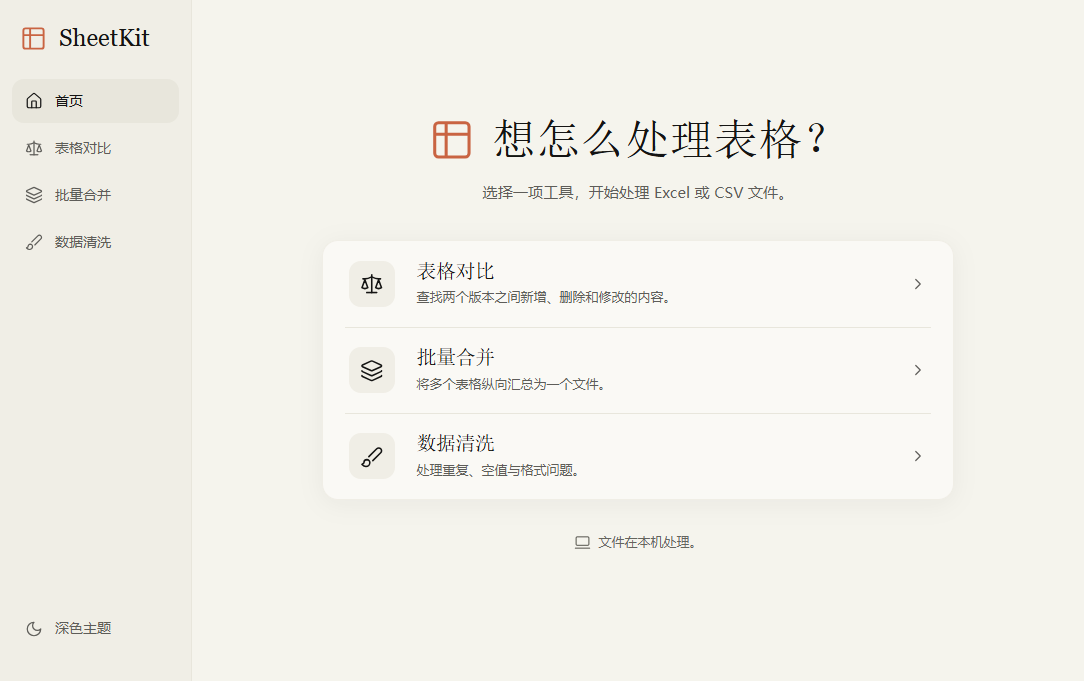 SheetKit
首页
表格对比
批量合并
数据清洗
深色主题
想怎么处理表格？
选择一项工具，开始处理 Excel 或 CSV 文件。
表格对比
查找两个版本之间新增、删除和修改的内容。
批量合并
将多个表格纵向汇总为一个文件。
数据清洗
处理重复、空值与格式问题。
文件在本机处理。